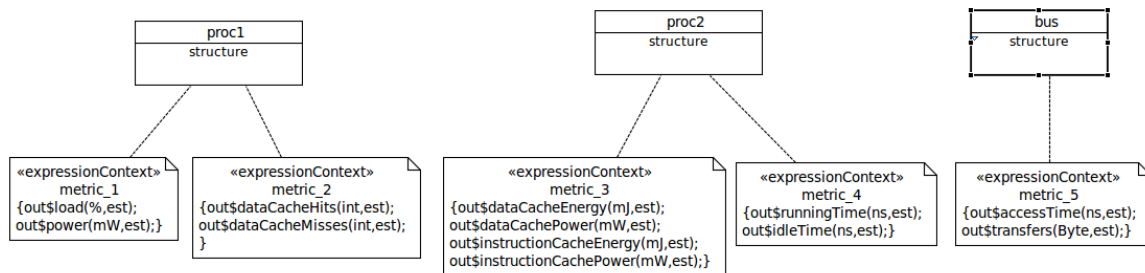 proc1
structure
proc2
structure
bus
structure
«expressionContext»
metric_1
{out$load(%,est);
out$power(mW,est);}
«expressionContext»
metric_2
{out$dataCacheHits(int,est);
out$dataCacheMisses(int,est);
}
«expressionContext»
metric_3
{out$dataCacheEnergy(mJ,est);
out$dataCachePower(mW,est);
out$instructionCacheEnergy(mJ,est);
out$instructionCachePower(mW,est);}
«expressionContext»
metric_4
{out$runningTime(ns,est);
out$idleTime(ns,est);}
«expressionContext»
metric_5
{out$accessTime(ns,est);
out$transfers(Byte,est);}